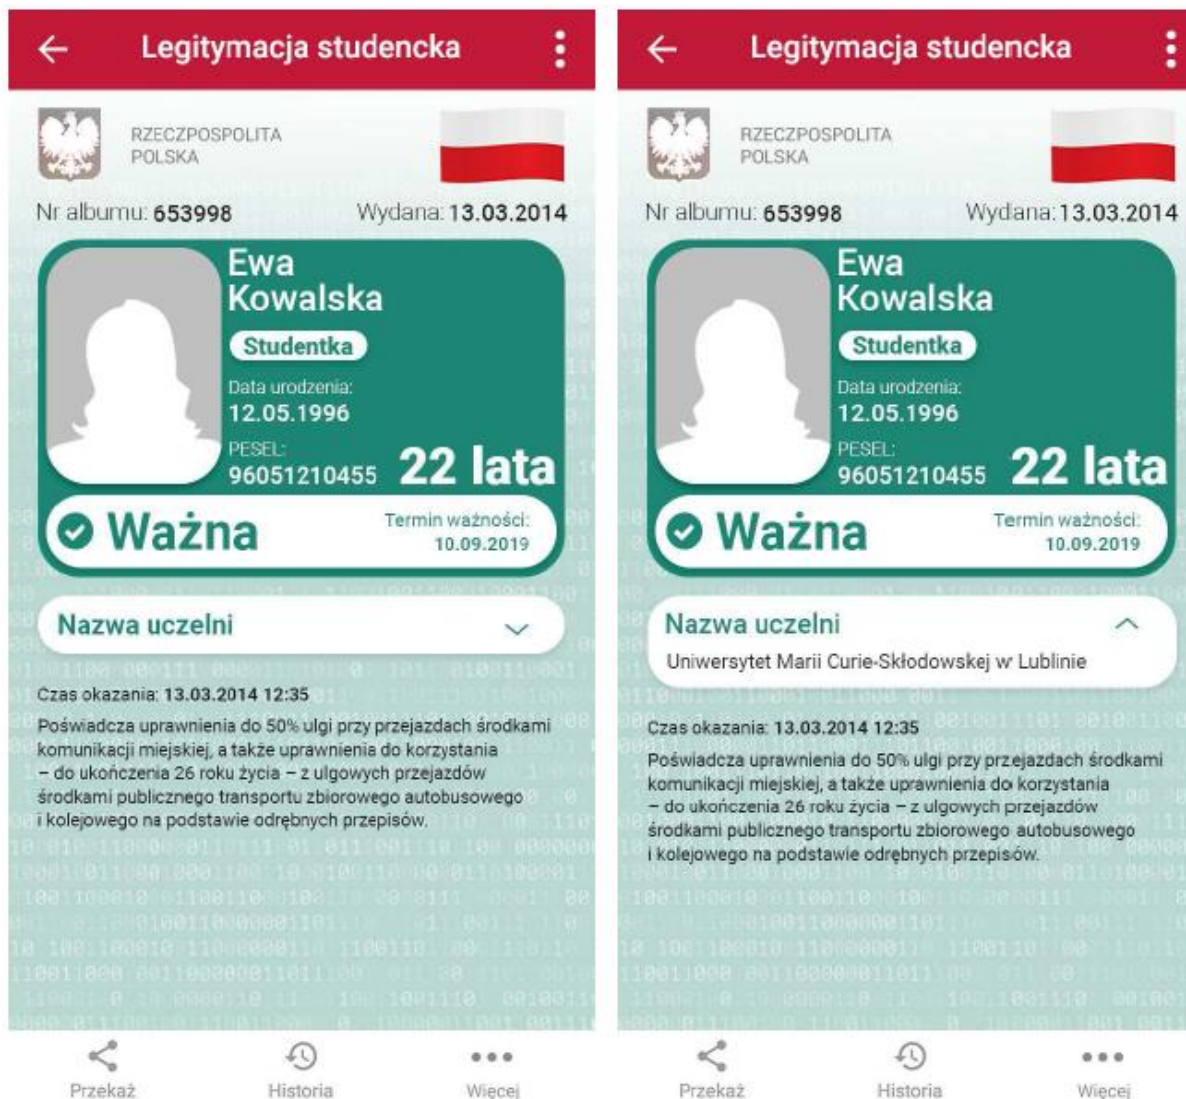 Legitymacja studencka
RZECZPOSPOLITA
POLSKA
Nr albumu: 653998 Wydana: 13.03.2014
Ewa
Kowalska
Studentka
Data urodzenia:
12.05.1996
PESEL:
96051210455 22 lata
Ważna
Termin ważności:
10.09.2019
Nazwa uczelni
Czas okazania: 13.03.2014 12:35
Poświadcza uprawnienia do 50% ulgi przy przejazdach środkami
komunikacji miejskiej, a także uprawnienia do korzystania
– do ukończenia 26 roku życia – z ulgowych przejazdów
środkami publicznego transportu zbiorowego autobusowego
i kolejowego na podstawie odrębnych przepisów.
Przekaż Historia Więcej
Legitymacja studencka
RZECZPOSPOLITA
POLSKA
Nr albumu: 653998 Wydana: 13.03.2014
Ewa
Kowalska
Studentka
Data urodzenia:
12.05.1996
PESEL:
96051210455 22 lata
Ważna
Termin ważności:
10.09.2019
Nazwa uczelni
Uniwersytet Marii Curie-Skłodowskej w Lublinie
Czas okazania: 13.03.2014 12:35
Poświadcza uprawnienia do 50% ulgi przy przejazdach środkami
komunikacji miejskiej, a także uprawnienia do korzystania
– do ukończenia 26 roku życia – z ulgowych przejazdów
środkami publicznego transportu zbiorowego autobusowego
i kolejowego na podstawie odrębnych przepisów.
Przekaż Historia Więcej